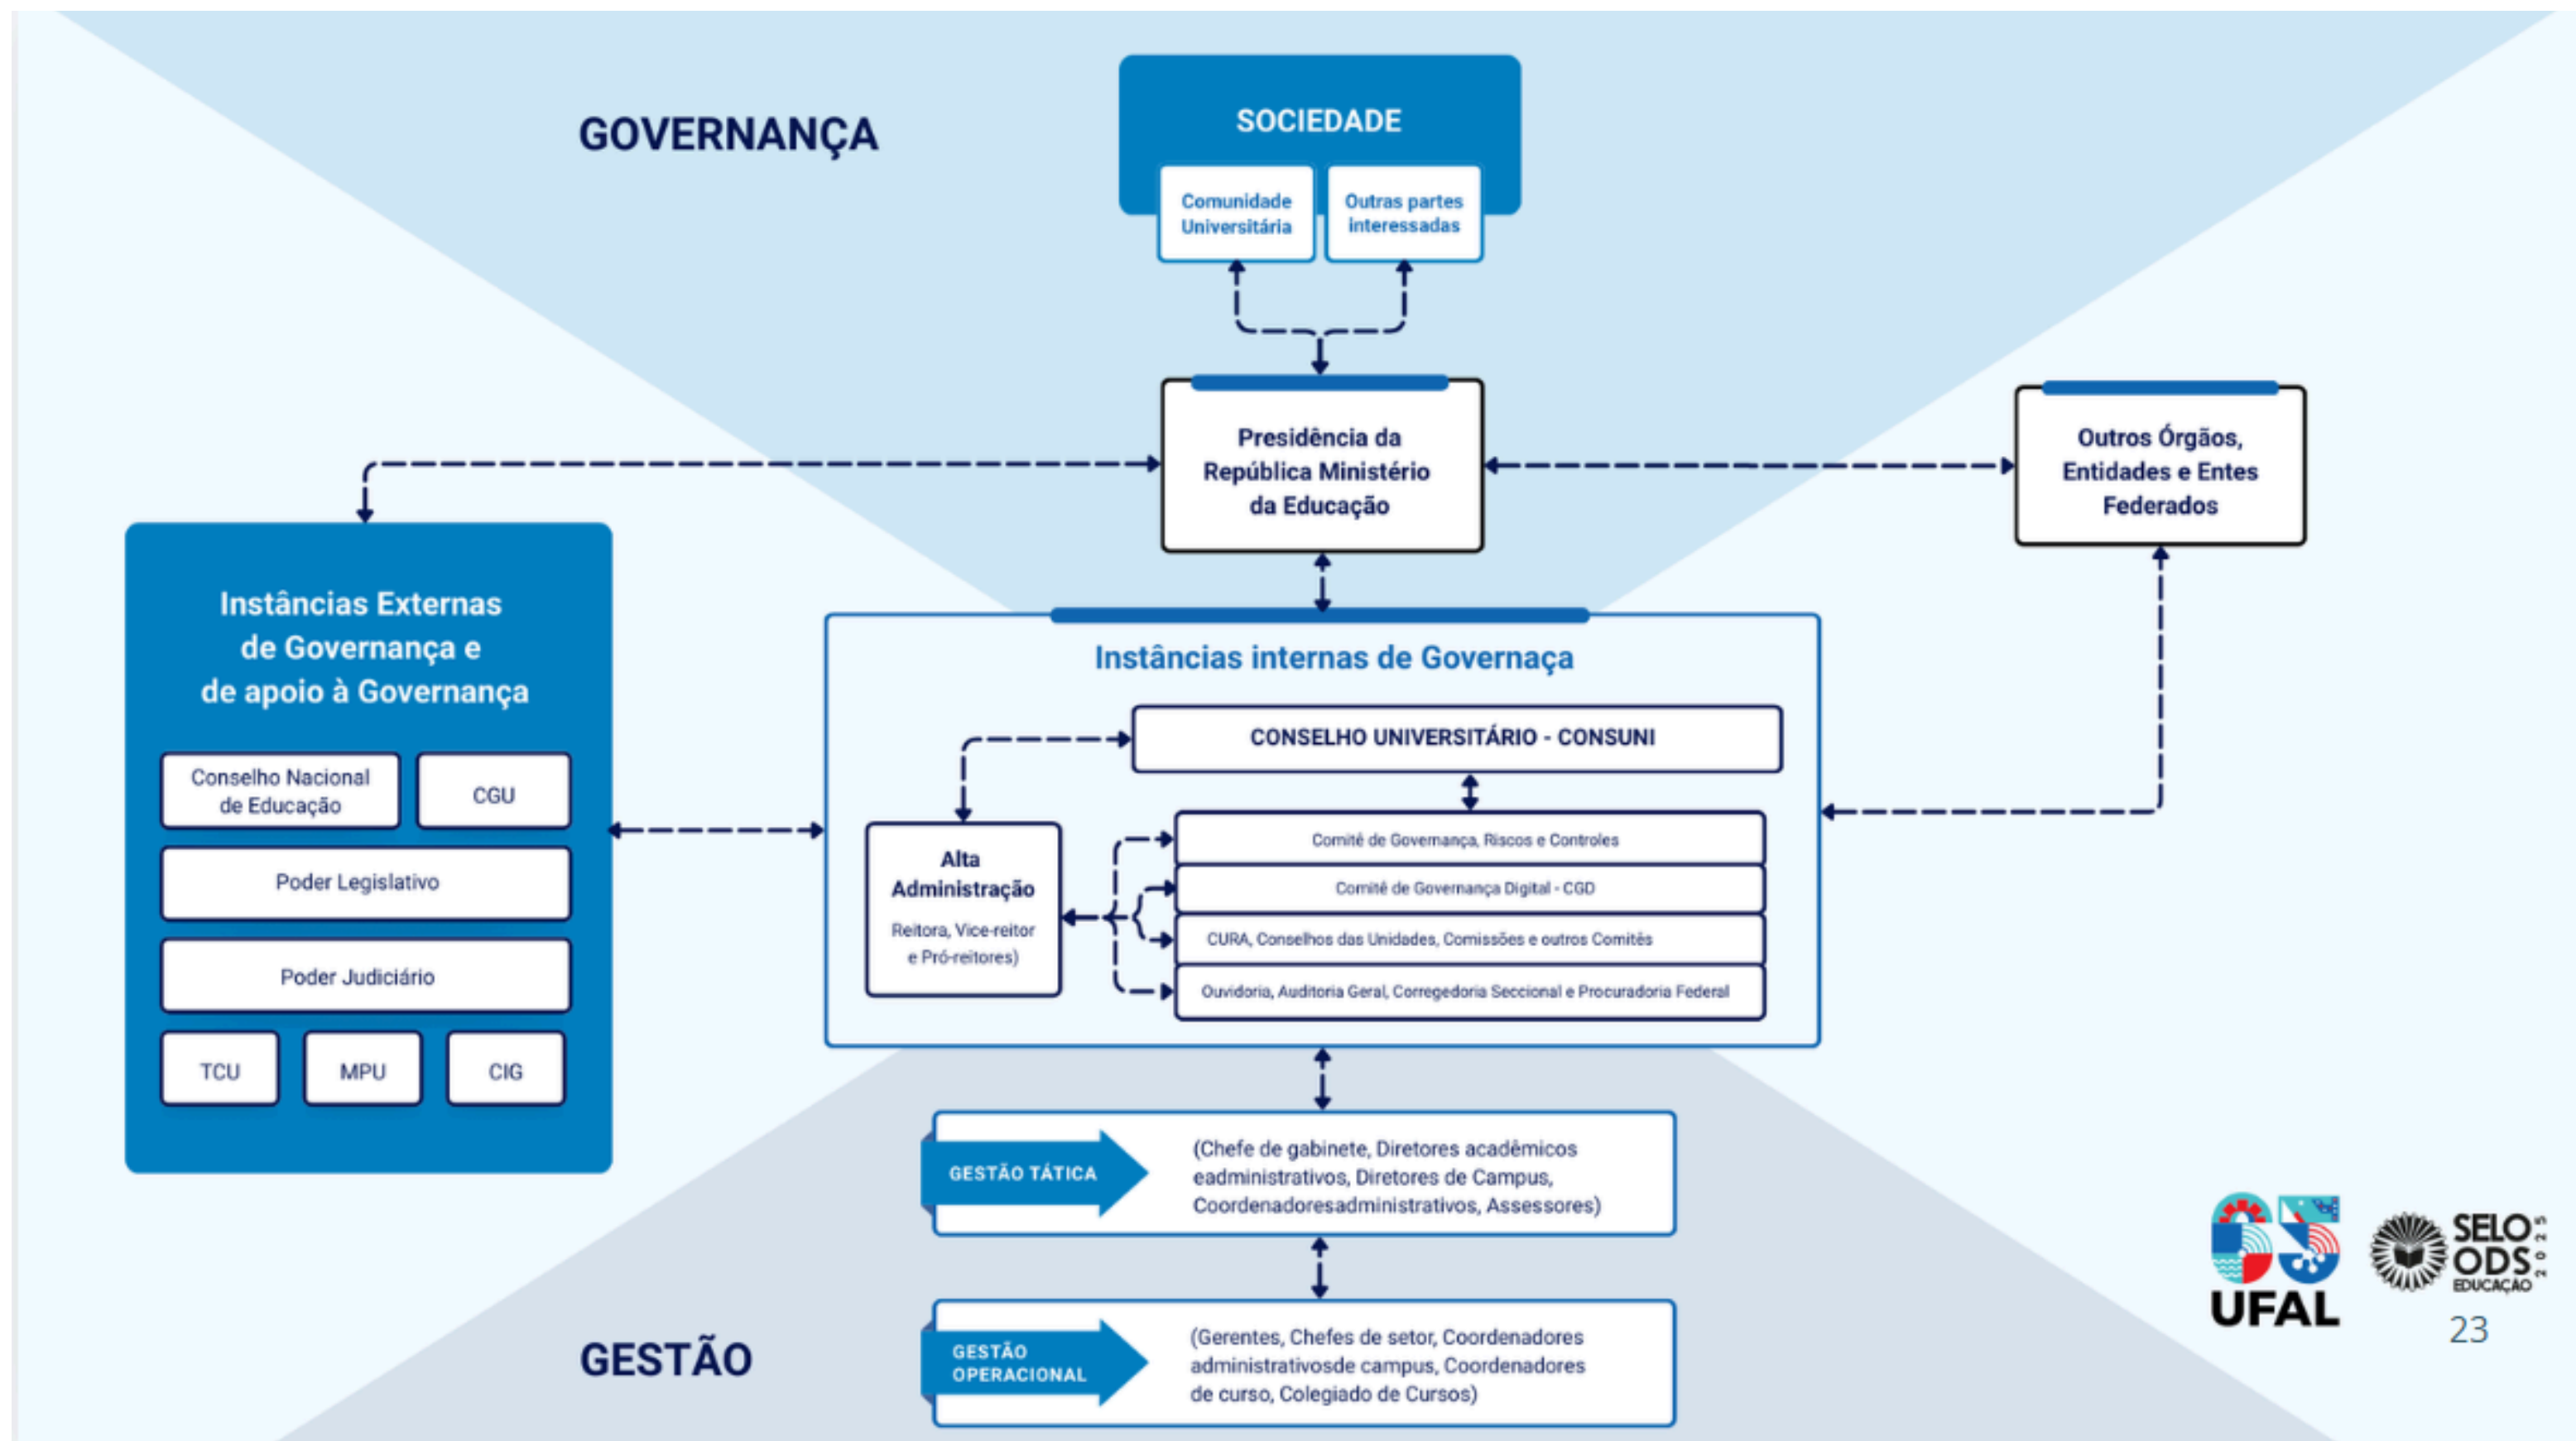 GOVERNANÇA
SOCIEDADE
Comunidade
Universitária
Outras partes
interessadas
Presidência da
República Ministério
da Educação
Outros Órgãos,
Entidades e Entes
Federados
Instâncias Externas
de Governança e
de apoio à Governança
Conselho Nacional
de Educação
CGU
Poder Legislativo
Poder Judiciário
TCU
MPU
CIG
Instâncias internas de Governaça
CONSELHO UNIVERSITÁRIO - CONSUNI
Alta
Administração
Reitora, Vice-reitor
e Pró-reitores)
Comitê de Governança, Riscos e Controles
Comitê de Governança Digital - CGD
CURA, Conselhos das Unidades, Comissões e outros Comitês
Ouvidoria, Auditoria Geral, Corregedoria Seccional e Procuradoria Federal
GESTÃO TÁTICA
(Chefe de gabinete, Diretores acadêmicos
eadministrativos, Diretores de Campus,
Coordenadoresadministrativos, Assessores)
GESTÃO
GESTÃO
OPERACIONAL
(Gerentes, Chefes de setor, Coordenadores
administrativosde campus, Coordenadores
de curso, Colegiado de Cursos)
UFAL
SELO
ODS
EDUCAÇÃO
2025
23